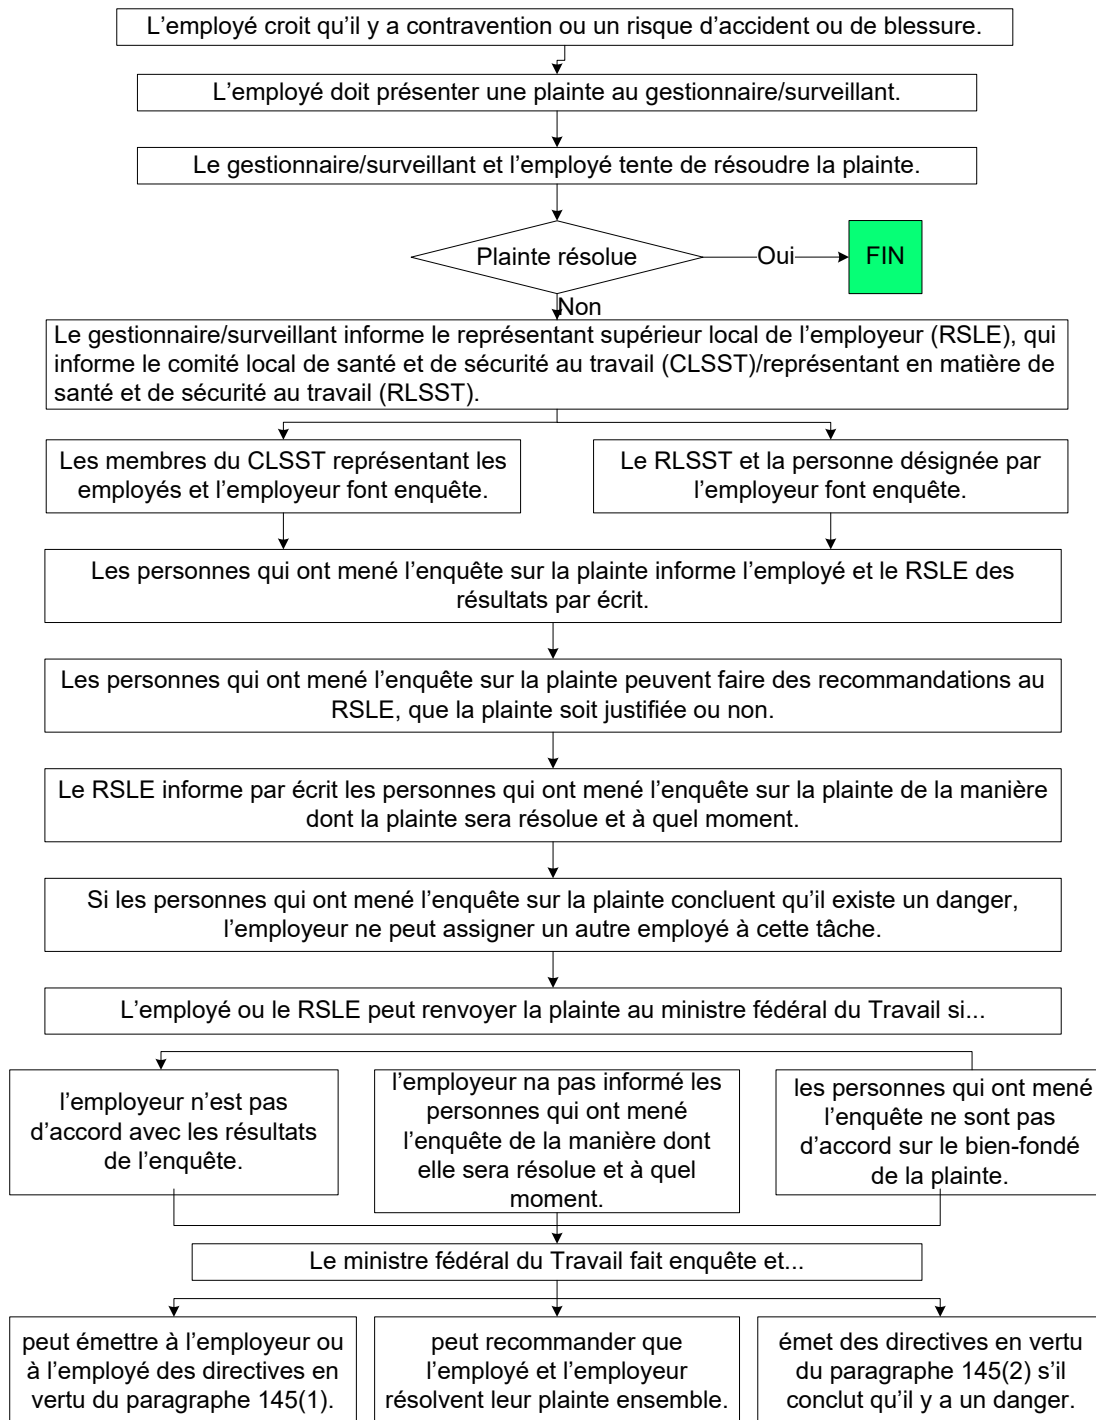 L’employé croit qu’il y a contravention ou un risque d’accident ou de blessure.
L’employé doit présenter une plainte au gestionnaire/surveillant.
Le gestionnaire/surveillant et l’employé tente de résoudre la plainte.
Plainte résolue
Oui
FIN
Non
Le gestionnaire/surveillant informe le représentant supérieur local de l’employeur (RSLE), qui
informe le comité local de santé et de sécurité au travail (CLSST)/représentant en matière de
santé et de sécurité au travail (RLSST).
Les membres du CLSST représentant les
employés et l’employeur font enquête.
Le RLSST et la personne désignée par
l’employeur font enquête.
Les personnes qui ont mené l’enquête sur la plainte informe l’employé et le RSLE des
résultats par écrit.
Les personnes qui ont mené l’enquête sur la plainte peuvent faire des recommandations au
RSLE, que la plainte soit justifiée ou non.
Le RSLE informe par écrit les personnes qui ont mené l’enquête sur la plainte de la manière
dont la plainte sera résolue et à quel moment.
Si les personnes qui ont mené l’enquête sur la plainte concluent qu’il existe un danger,
l’employeur ne peut assigner un autre employé à cette tâche.
L’employé ou le RSLE peut renvoyer la plainte au ministre fédéral du Travail si...
l’employeur n’est pas
d’accord avec les résultats
de l’enquête.
l’employeur na pas informé les
personnes qui ont mené
l’enquête de la manière dont
elle sera résolue et à quel
moment.
les personnes qui ont mené
l’enquête ne sont pas
d’accord sur le bien-fondé
de la plainte.
Le ministre fédéral du Travail fait enquête et...
peut émettre à l’employeur ou
à l’employé des directives en
vertu du paragraphe 145(1).
peut recommander que
l’employé et l’employeur
résolvent leur plainte ensemble.
émet des directives en vertu
du paragraphe 145(2) s’il
conclut qu’il y a un danger.